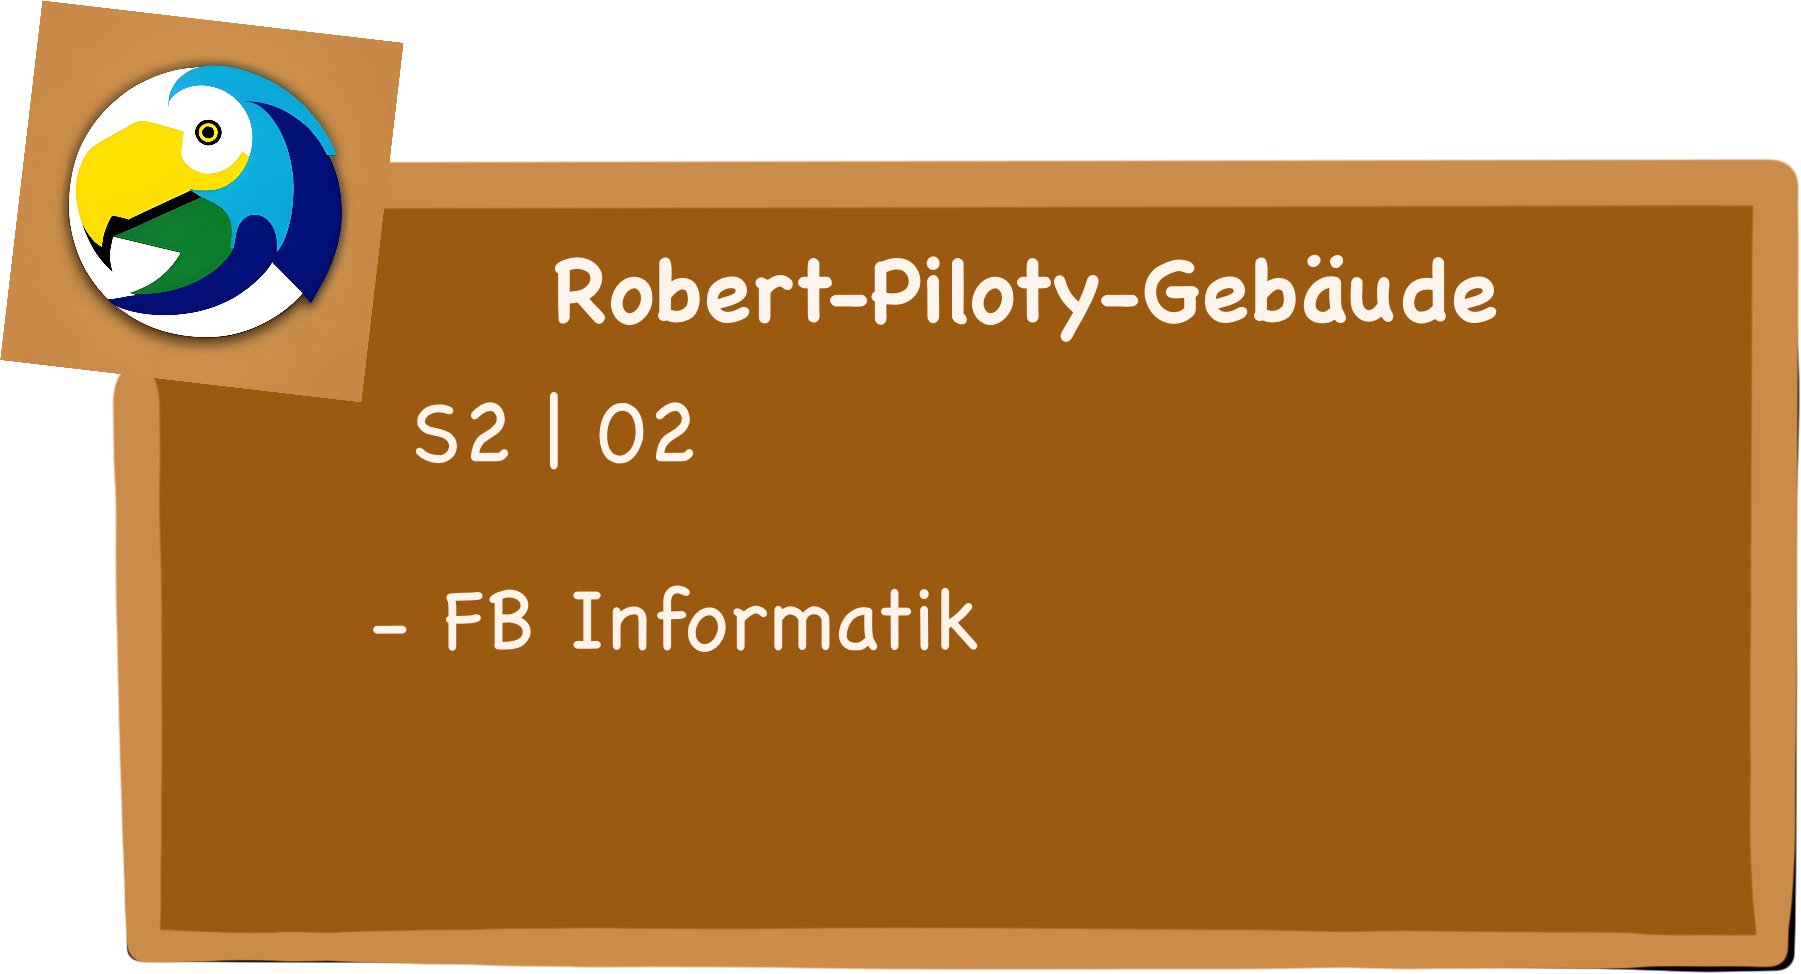 Robert-Piloty-Gebäude
S2 | 02
- FB Informatik